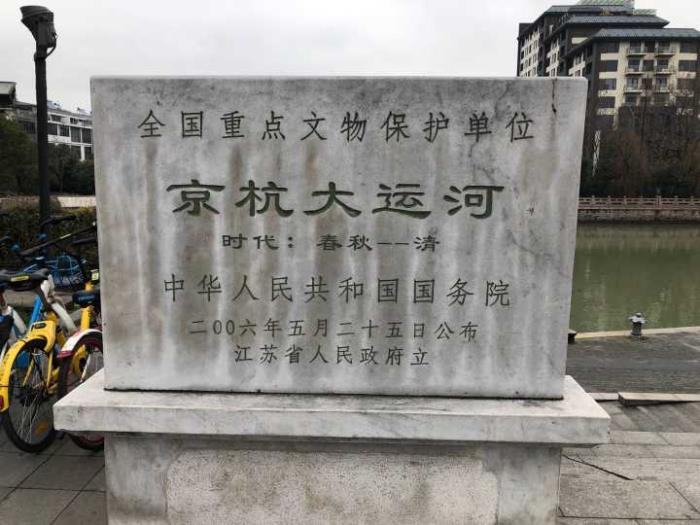 全国重点文物保护单位
京杭大运河
时代：春秋--清
中华人民共和国国务院
二00六年五月二十五日公布
江苏省人民政府立